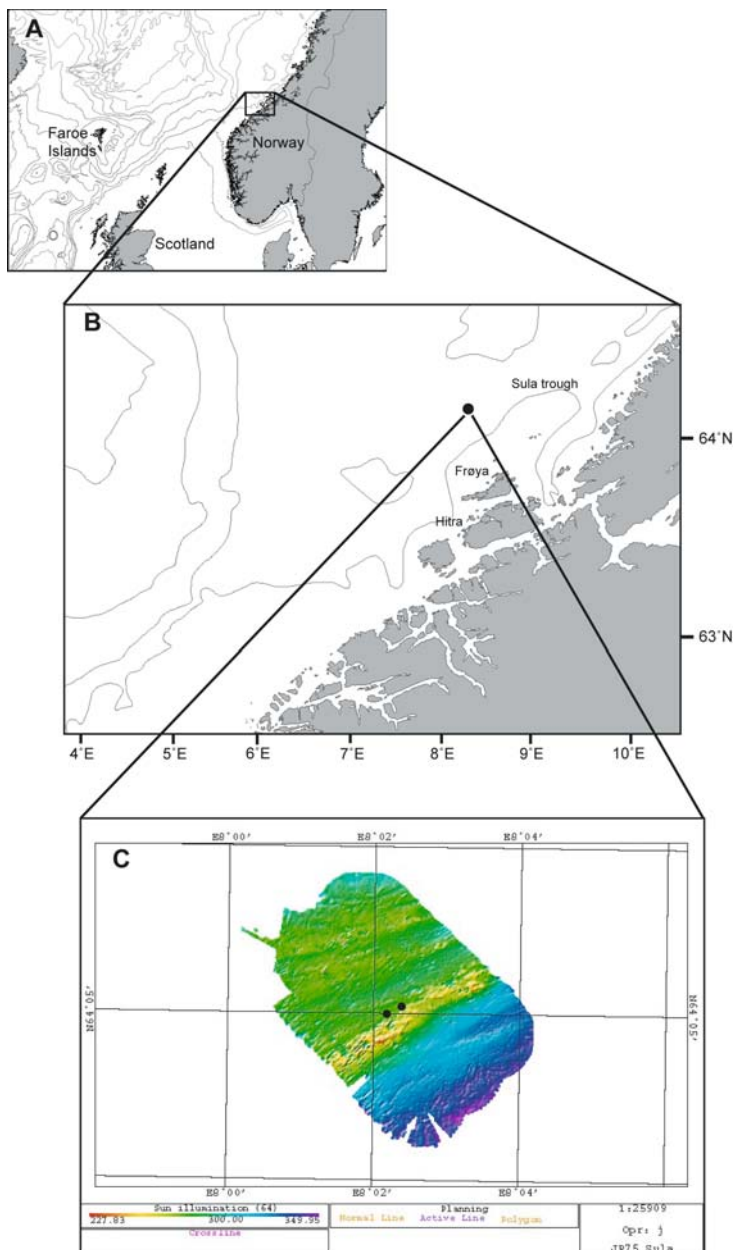 A
Faroe
Islands
Norway
Scotland
B
Sula trough
64°N
Frøya
Hitra
63°N
4°E 5°E 6°E 7°E 8°E 9°E 10°E
C
E8°00' E8°02' E8°04'
N64°05' N64°05'
E8°00' E8°02' E8°04'
Sun illumination (64)
227.83 300.00 349.95
Crossline
Planning
Normal Line Active Line Polygon
1:25909
Opr: j
JR75 Sula